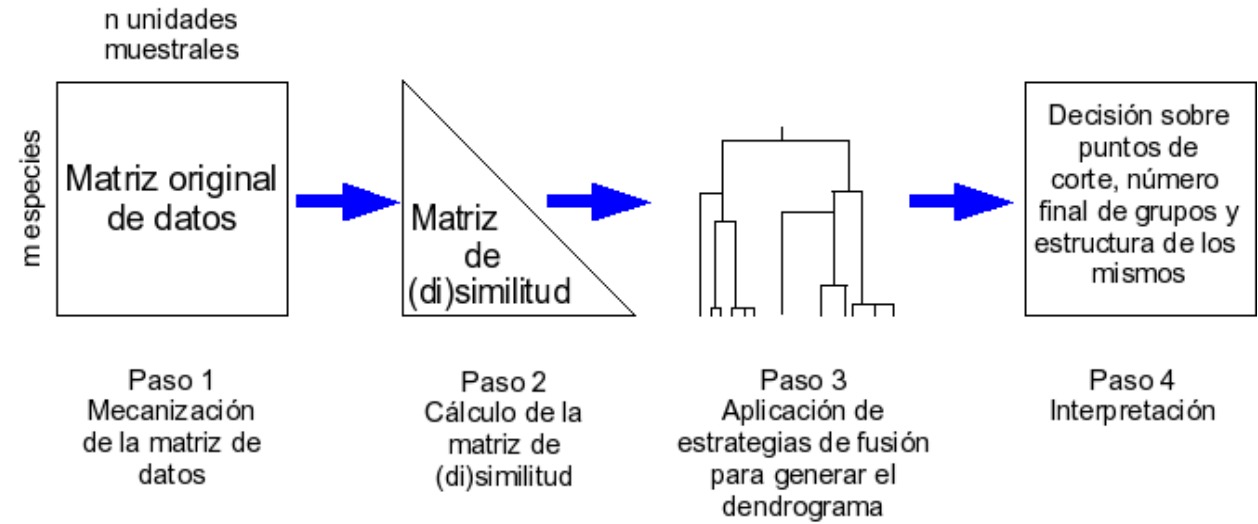 n unidades
muestrales
m especies
Matriz original
de datos
Matriz
de
(di)similitud
Decisión sobre
puntos de
corte, número
final de grupos y
estructura de los
mismos
Paso 1
Mecanización
de la matriz de
datos
Paso 2
Cálculo de la
matriz de
(di)similitud
Paso 3
Aplicación de
estrategias de fusión
para generar el
dendrograma
Paso 4
Interpretación